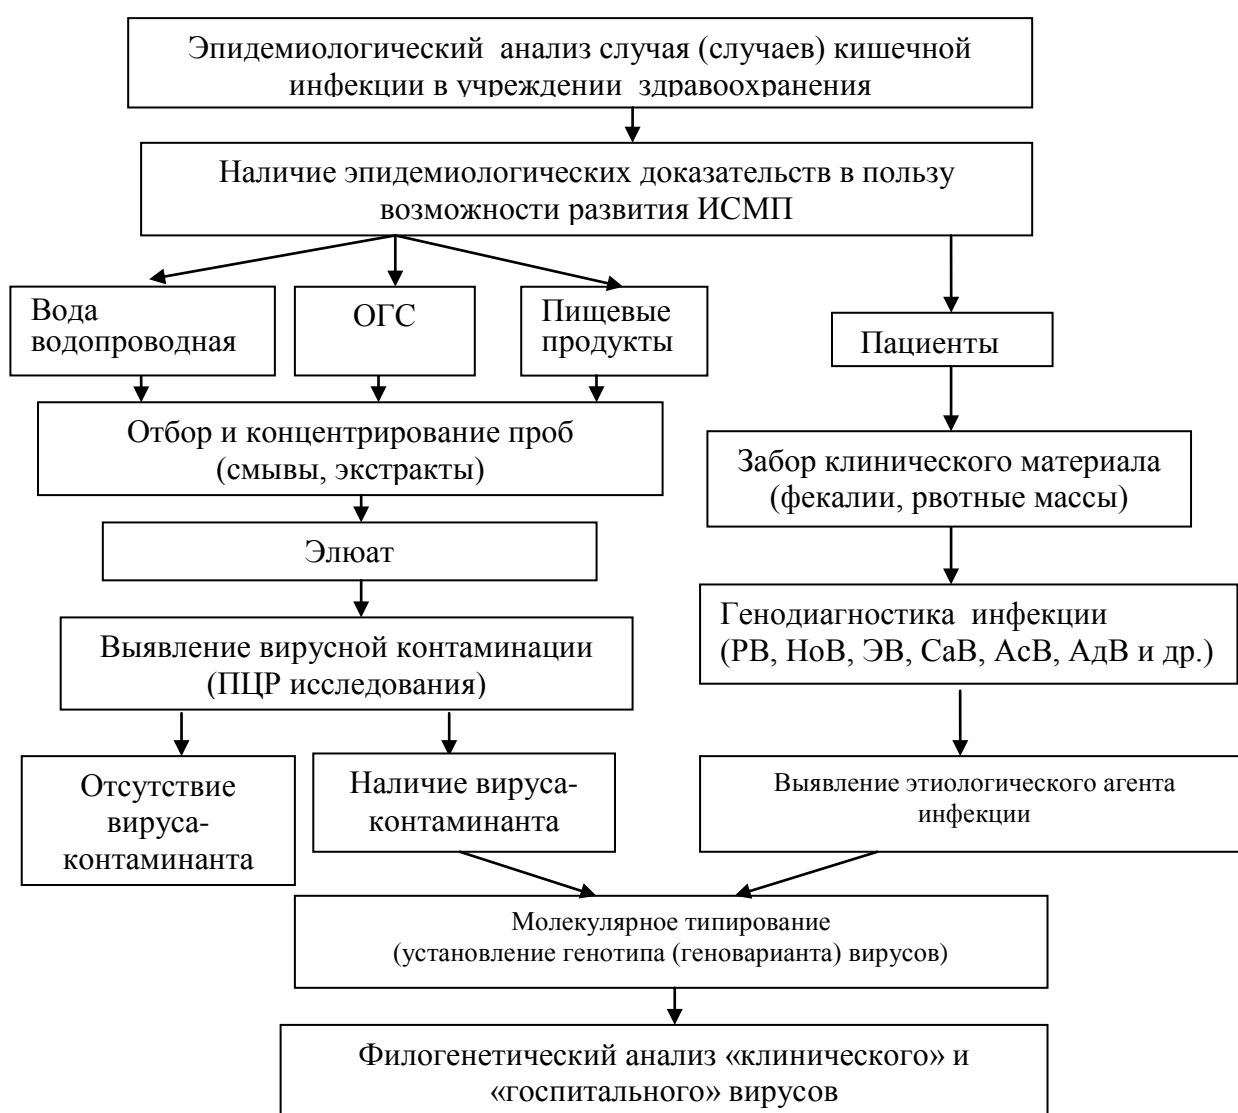 Эпидемиологический анализ случая (случаев) кишечной
инфекции в учреждении здравоохранения
Наличие эпидемиологических доказательств в пользу
возможности развития ИСМП
Вода
водопроводная
ОГС
Пищевые
продукты
Пациенты
Отбор и концентрирование проб
(смывы, экстракты)
Забор клинического материала
(фекалии, рвотные массы)
Элюат
Генодиагностика инфекции
(РВ, НоВ, ЭВ, СаВ, АсВ, АдВ и др.)
Выявление вирусной контаминации
(ПЦР исследования)
Отсутствие
вируса-
контаминанта
Наличие вируса-
контаминанта
Выявление этиологического агента
инфекции
Молекулярное типирование
(установление генотипа (геноварианта) вирусов)
Филогенетический анализ «клинического» и
«госпитального» вирусов